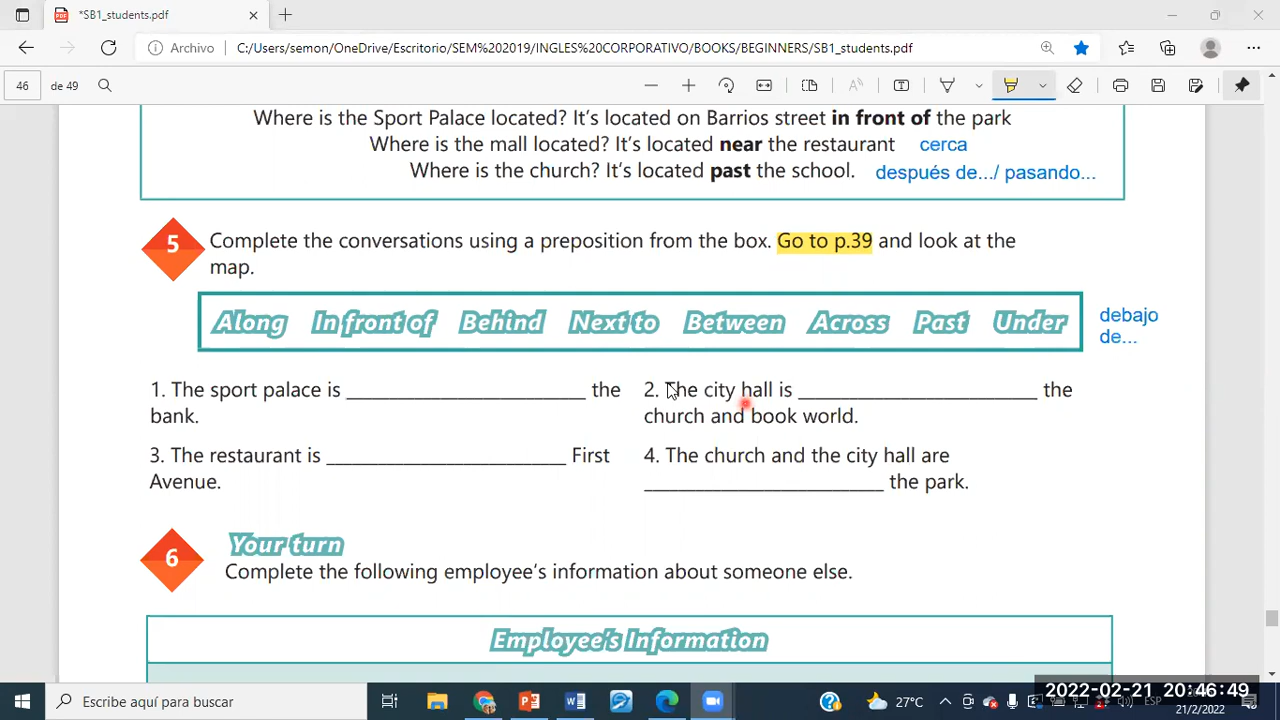 *SB1_students.pdf
Archivo
C:/Users/semon/OneDrive/Escritorio/SEM%202019/INGLES%20CORPORATIVO/BOOKS/BEGINNERS/SB1_students.pdf
46 de 49
Where is the Sport Palace located? It's located on Barrios street in front of the park
Where is the mall located? It's located near the restaurant cerca
Where is the church? It's located past the school. después de.../ pasando...
5 Complete the conversations using a preposition from the box. Go to p.39 and look at the
map.
Along In front of Behind Next to Between Across Past Under
debajo
de...
1. The sport palace is _______________________ the
bank.
2. The city hall is _______________________ the
church and book world.
3. The restaurant is _______________________ First
Avenue.
4. The church and the city hall are
_______________________ the park.
6 Your turn
Complete the following employee's information about someone else.
Employee's Information
Escribe aquí para buscar
27°C
ESP
2022-02-21 20:46:49
21/2/2022